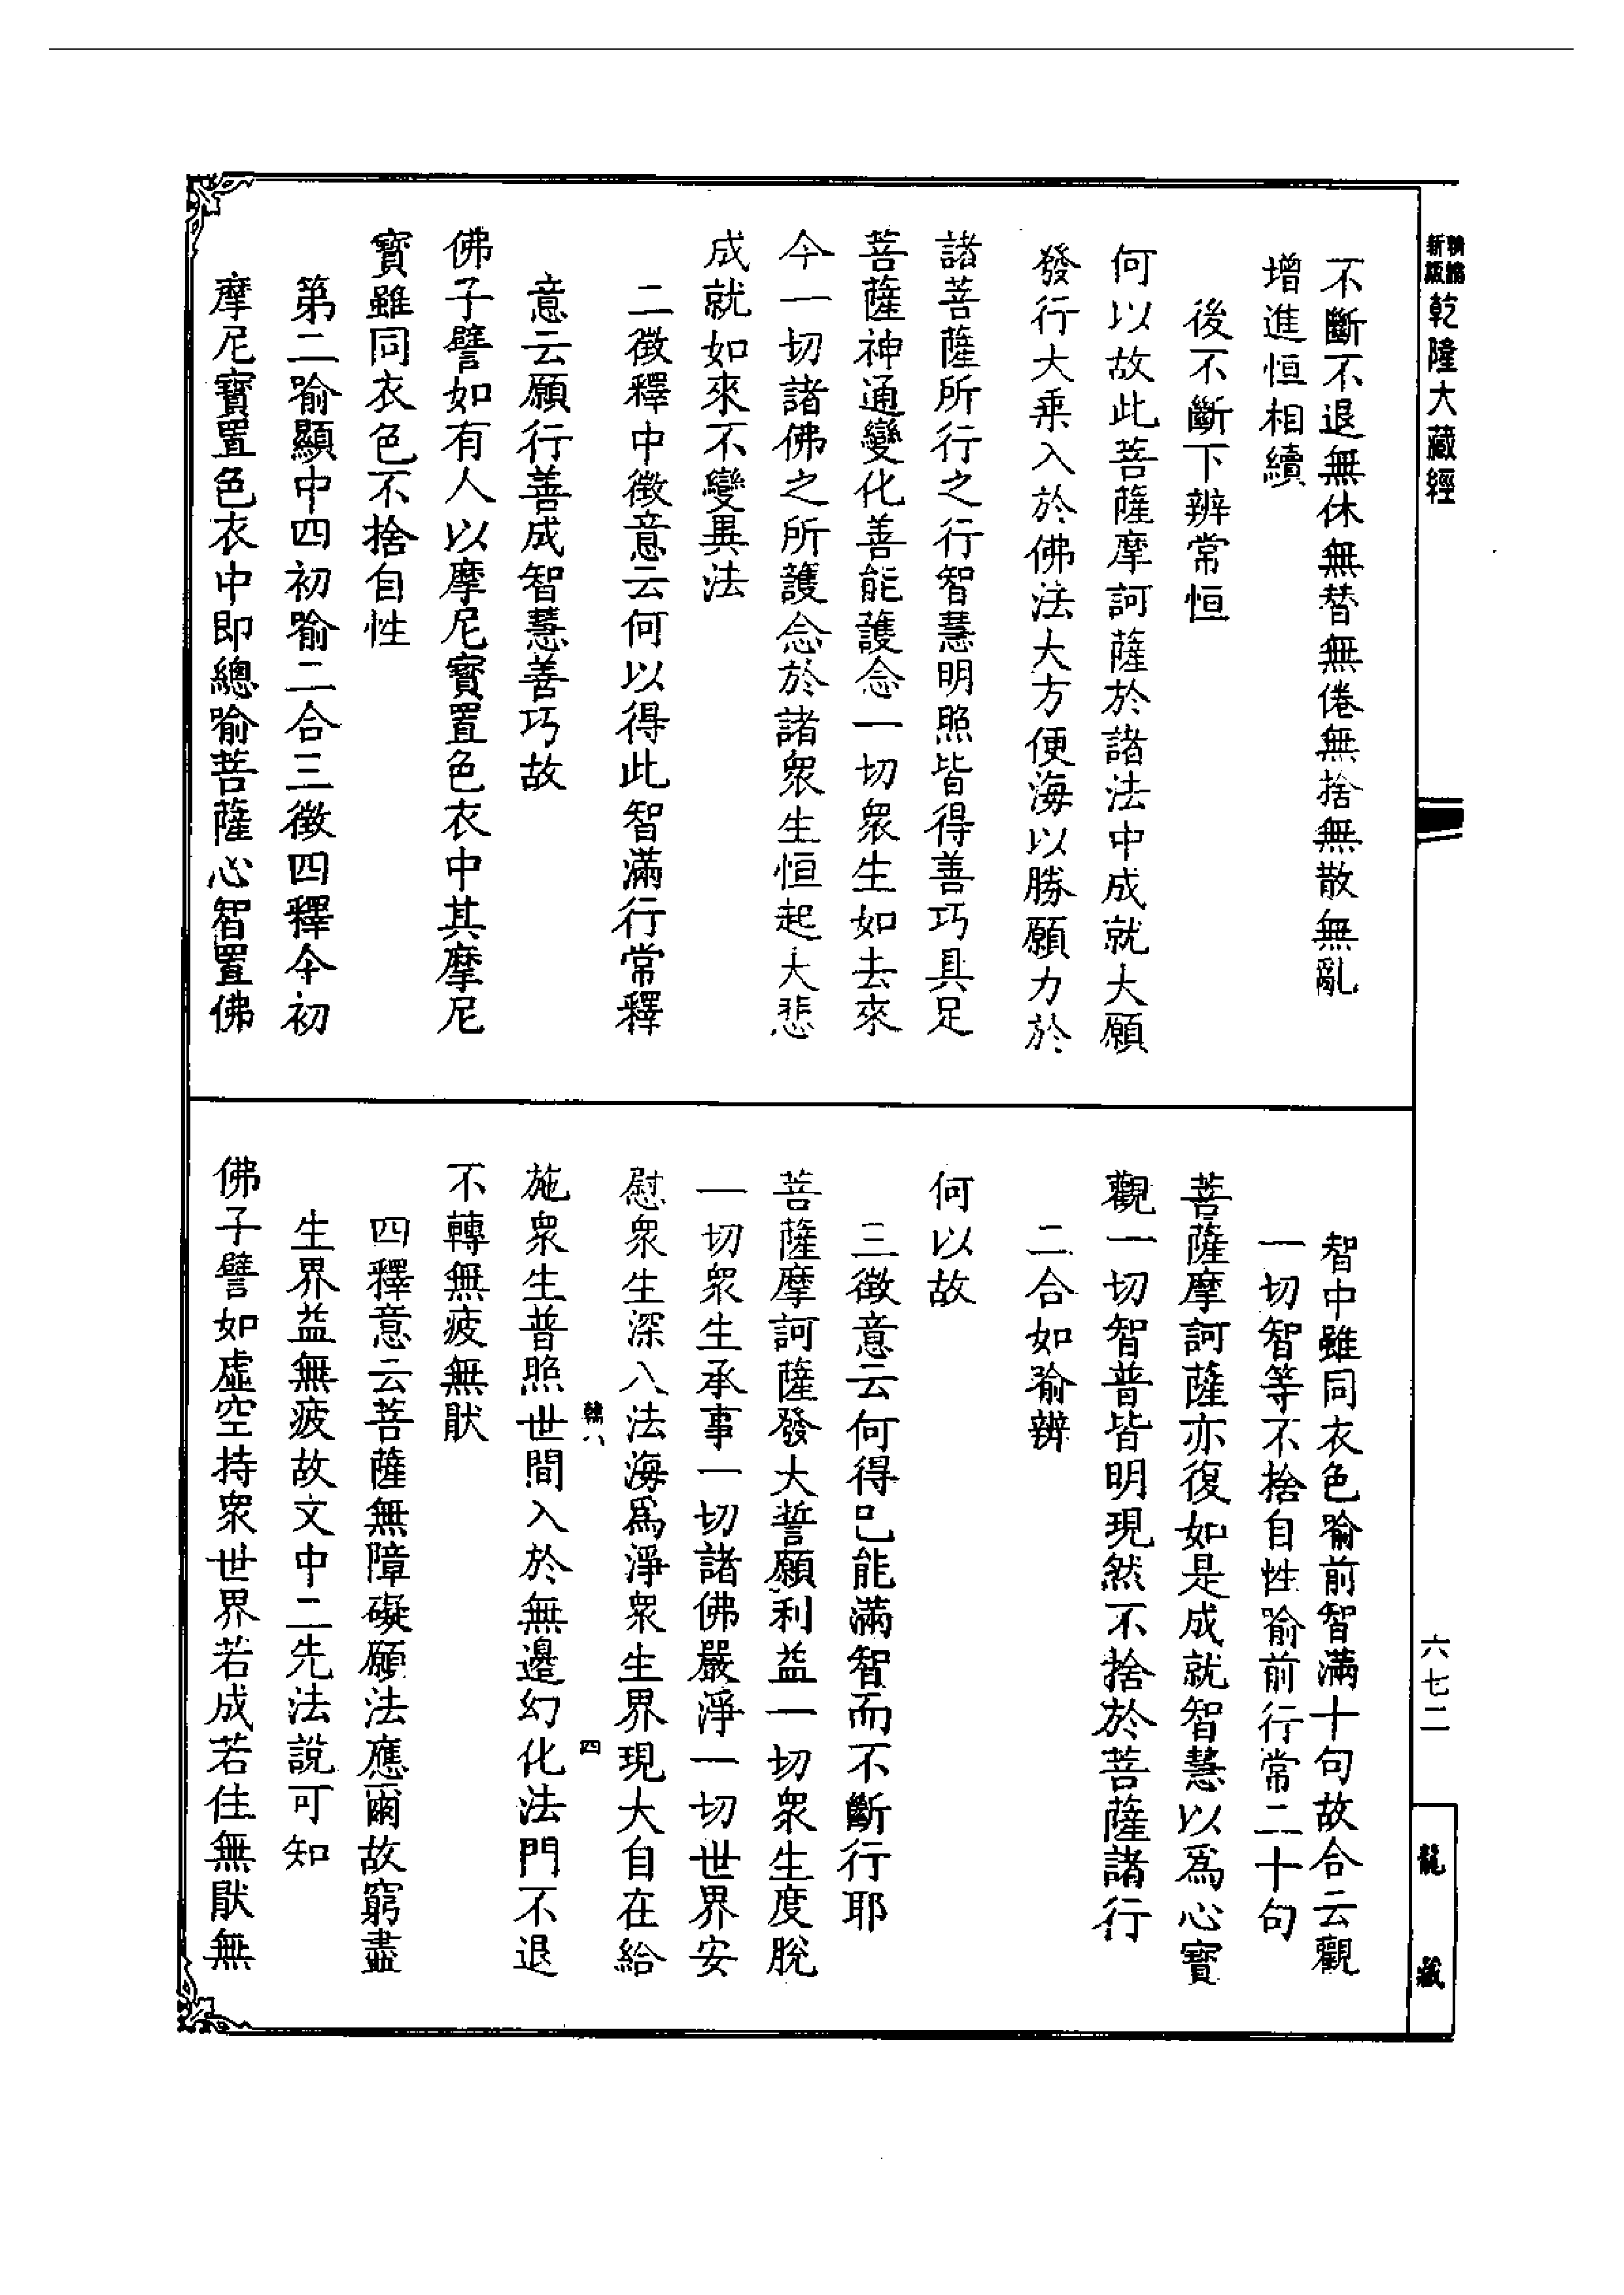 新版
乾隆大藏經
不斷不退無休無替無倦無捨無散無亂
增進恒相續
後不斷下辨常恒
何以故此菩薩摩訶薩於諸法中成就大願
發行大乘入於佛法大方便海以勝願力於
諸菩薩所行之行智慧明照皆得善巧具足
菩薩神通變化善能護念一切衆生如去來
今一切諸佛之所護念於諸衆生恒起大悲
成就如來不變異法
二徵釋中徵意云何以得此智滿行常釋
意云願行善成智慧善巧故
佛子譬如有人以摩尼寶置色衣中其摩尼
寶雖同衣色不捨自性
第二喻顯中四初喻二合三徵四釋今初
摩尼寶置色衣中即總喻菩薩心智置佛
智中雖同衣色喻前智滿十句故合云觀
一切智等不捨自性喻前行常二十句
菩薩摩訶薩亦復如是成就智慧以爲心寶
觀一切智普皆明現然不捨於菩薩諸行
二合如喻辨
何以故
三徵意云何得已能滿智而不斷行耶
菩薩摩訶薩發大誓願利益一切衆生度脫
一切衆生承事一切諸佛嚴淨一切世界安
慰衆生深入法海爲淨衆生界現大自在給
施衆生普照世間入於無邊幻化法門不退
不轉無疲無猒
四釋意云菩薩無障礙願法應爾故窮盡
生界益無疲故文中二先法說可知
佛子譬如虛空持衆世界若成若住無猒無
六七二
龍藏
四